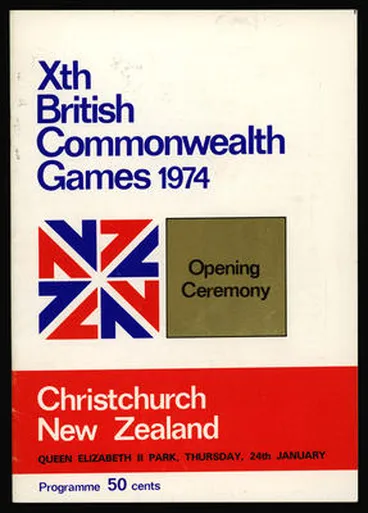 Xth
British
Commonwealth
Games 1974
Opening
Ceremony
Christchurch
New Zealand
QUEEN ELIZABETH II PARK, THURSDAY, 24th JANUARY
Programme 50 cents